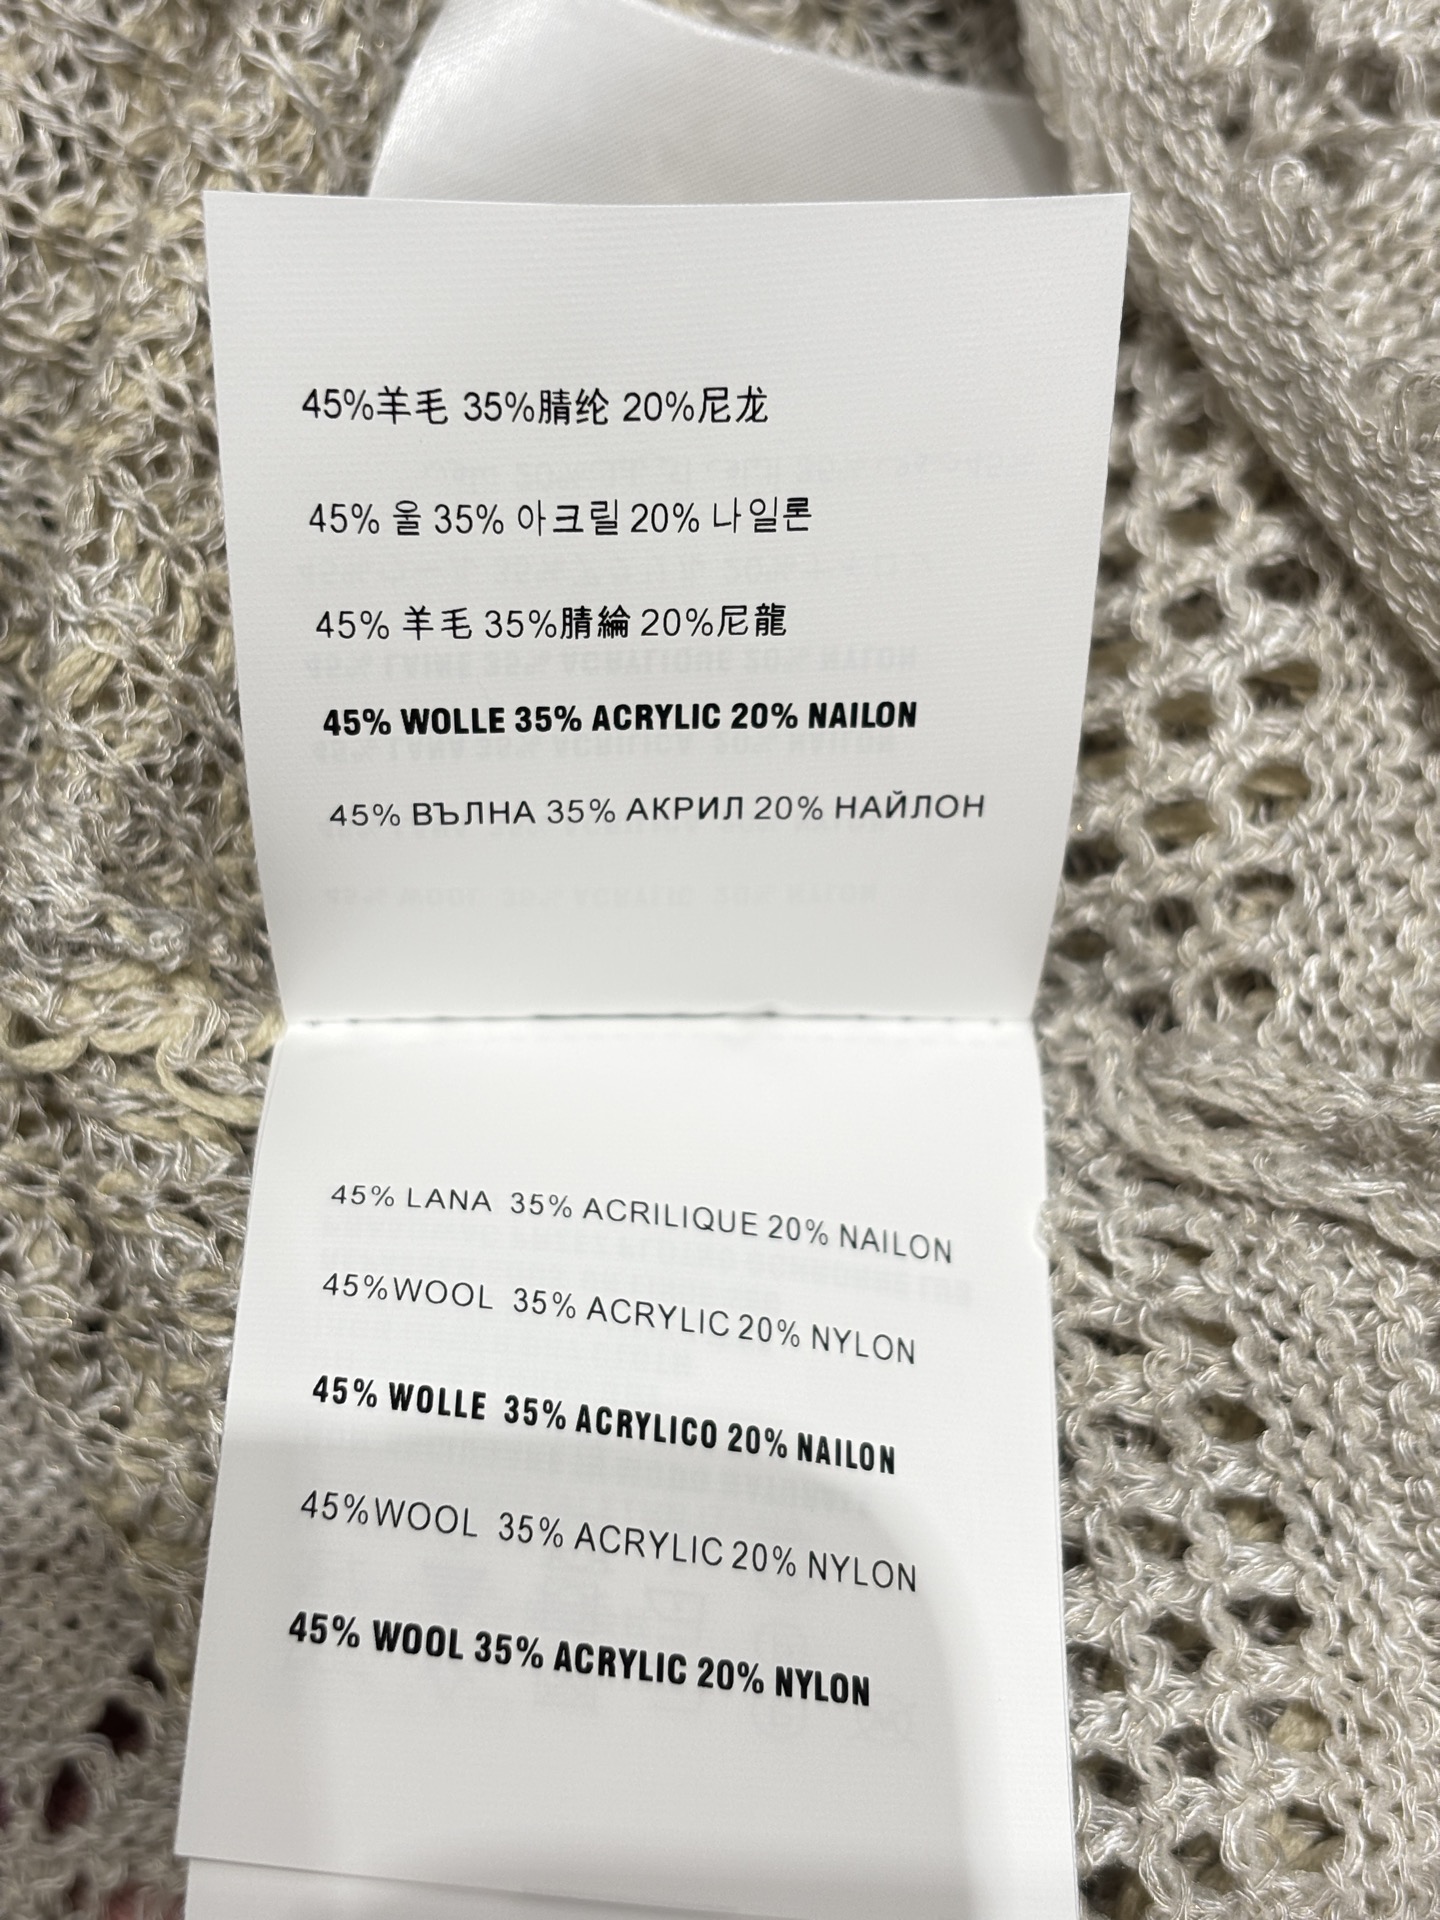 45%羊毛 35%腈纶 20%尼龙
45% 울 35% 아크릴 20% 나일론
45% 羊毛 35%腈綸 20%尼龍
45% WOLLE 35% ACRYLIC 20% NAILON
45% ВЪЛНА 35% АКРИЛ 20% НАЙЛОН
45% LANA 35% ACRILIQUE 20% NAILON
45%WOOL 35% ACRYLIC 20% NYLON
45% WOLLE 35% ACRYLICO 20% NAILON
45%WOOL 35% ACRYLIC 20% NYLON
45% WOOL 35% ACRYLIC 20% NYLON